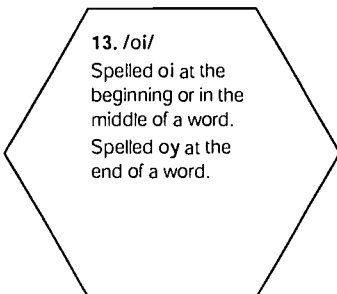 13. /oi/
Spelled oi at the
beginning or in the
middle of a word.
Spelled oy at the
end of a word.